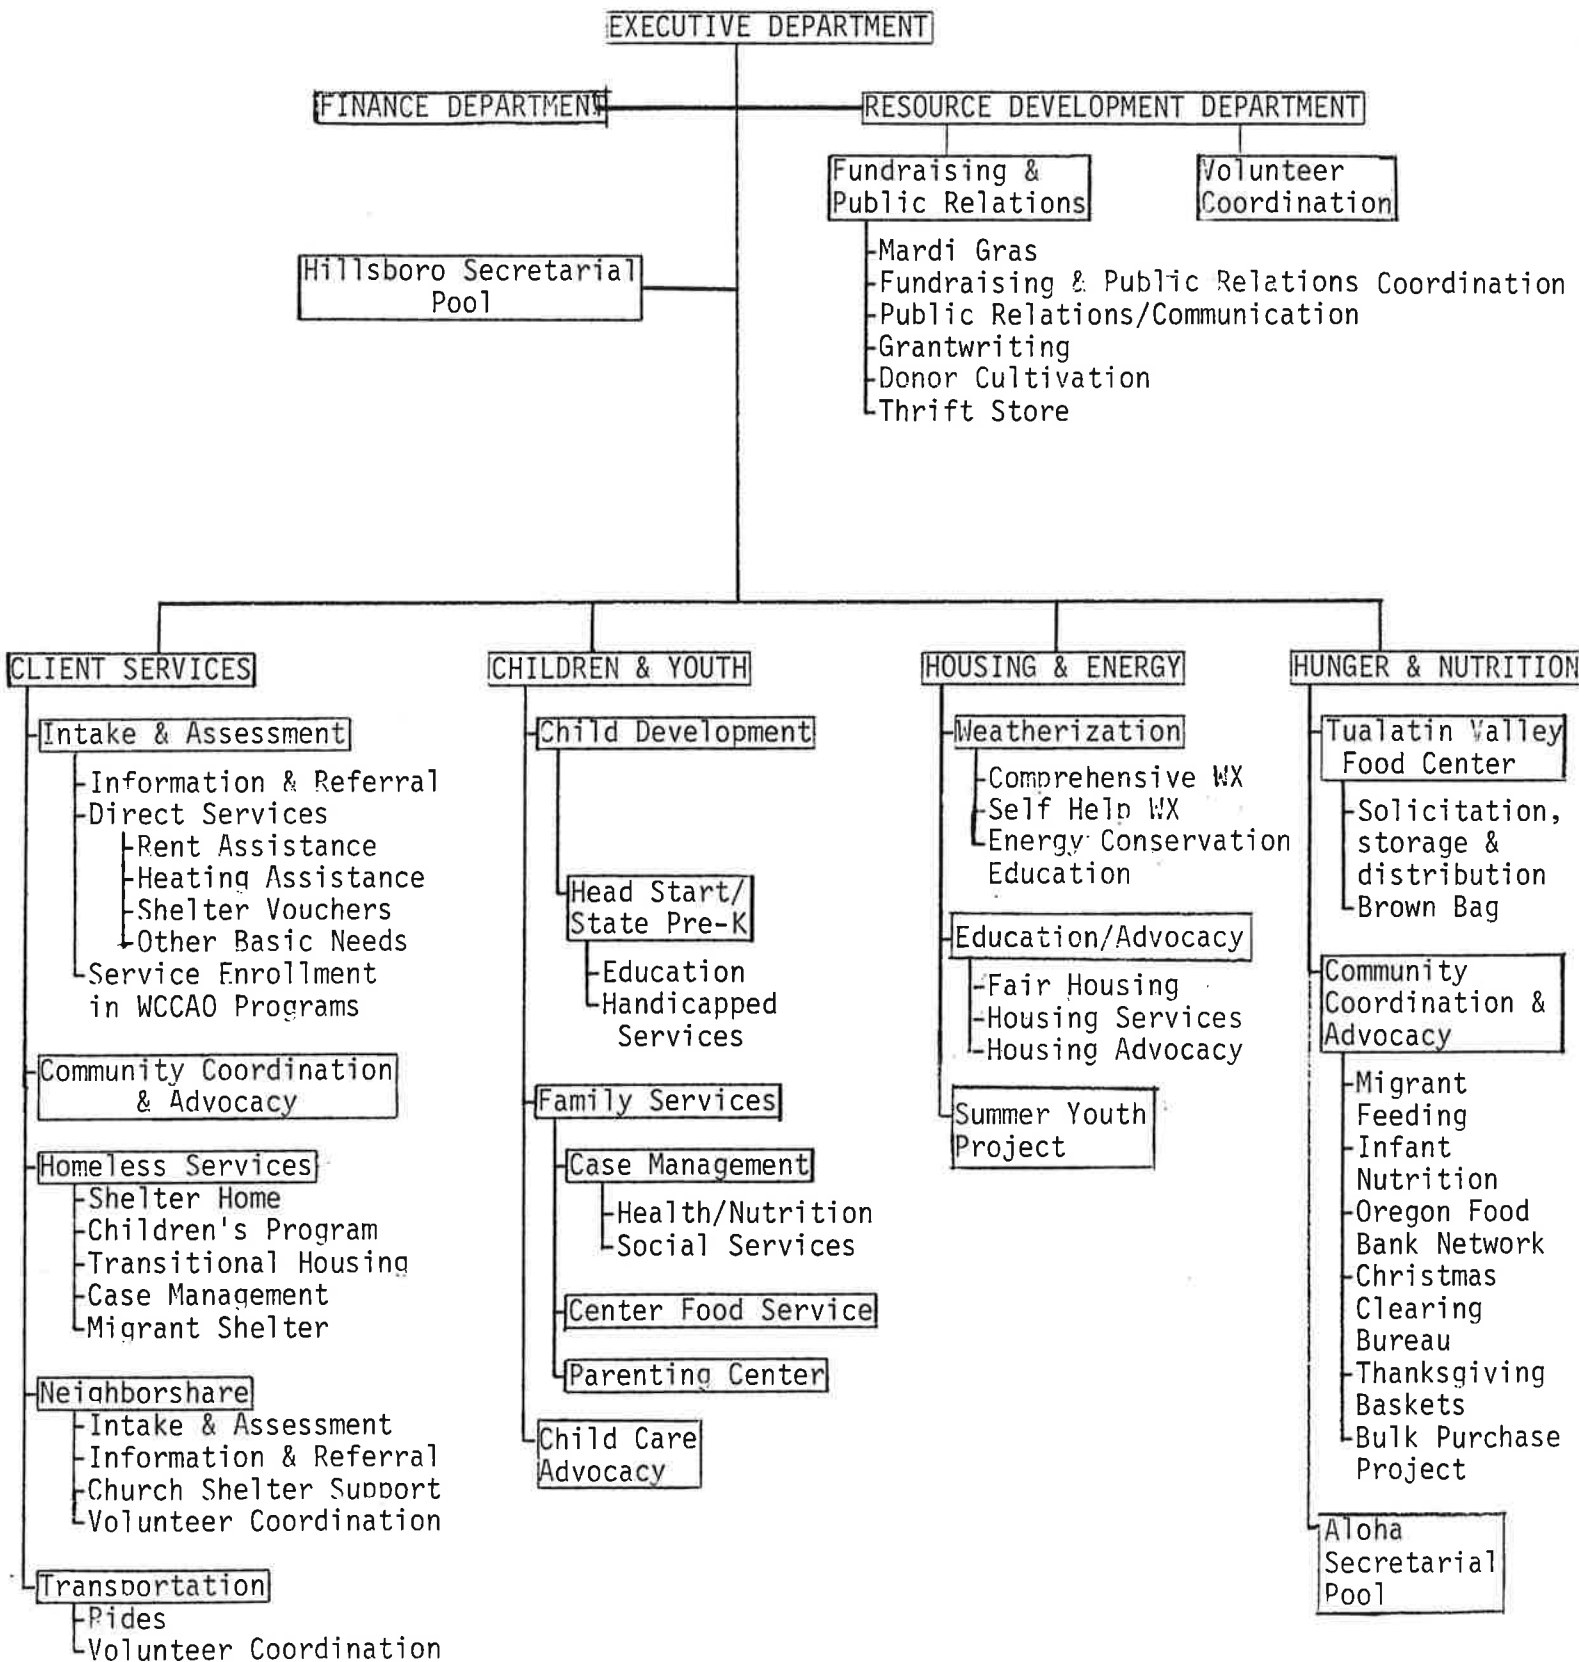 EXECUTIVE DEPARTMENT
FINANCE DEPARTMENT
RESOURCE DEVELOPMENT DEPARTMENT
Fundraising &
Public Relations
Volunteer
Coordination
Mardi Gras
Fundraising & Public Relations Coordination
Public Relations/Communication
Grantwriting
Donor Cultivation
Thrift Store
Hillsboro Secretarial
Pool
CLIENT SERVICES
Intake & Assessment
Information & Referral
Direct Services
Rent Assistance
Heating Assistance
Shelter Vouchers
Other Basic Needs
Service Enrollment
in WCCAO Programs
Community Coordination
& Advocacy
Homeless Services
Shelter Home
Children's Program
Transitional Housing
Case Management
Migrant Shelter
Neighborshare
Intake & Assessment
Information & Referral
Church Shelter Support
Volunteer Coordination
Transportation
Rides
Volunteer Coordination
CHILDREN & YOUTH
Child Development
Head Start/
State Pre-K
Education
Handicapped
Services
Family Services
Case Management
Health/Nutrition
Social Services
Center Food Service
Parenting Center
Child Care
Advocacy
HOUSING & ENERGY
Weatherization
Comprehensive WX
Self Help WX
Energy Conservation
Education
Education/Advocacy
Fair Housing
Housing Services
Housing Advocacy
Summer Youth
Project
HUNGER & NUTRITION
Tualatin Valley
Food Center
Solicitation,
storage &
distribution
Brown Bag
Community
Coordination &
Advocacy
Migrant
Feeding
Infant
Nutrition
Oregon Food
Bank Network
Christmas
Clearing
Bureau
Thanksgiving
Baskets
Bulk Purchase
Project
Aloha
Secretarial
Pool